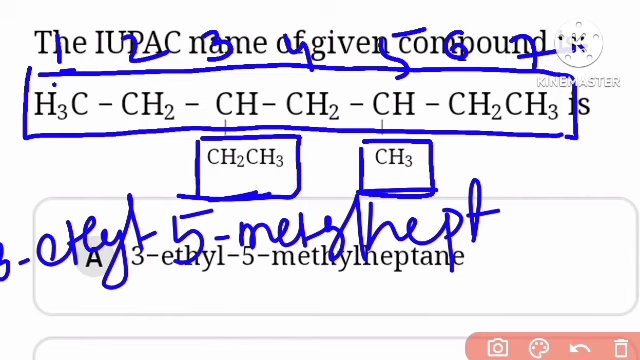 The IUPAC name of given compound is
1 2 3 4 5 6 7
KINEMASTER
H₃C − CH₂ − CH− CH₂ − CH − CH₂CH₃ is
CH₂CH₃ CH₃
3-ethyl-5-methylhept
A 3−ethyl−5−methylheptane